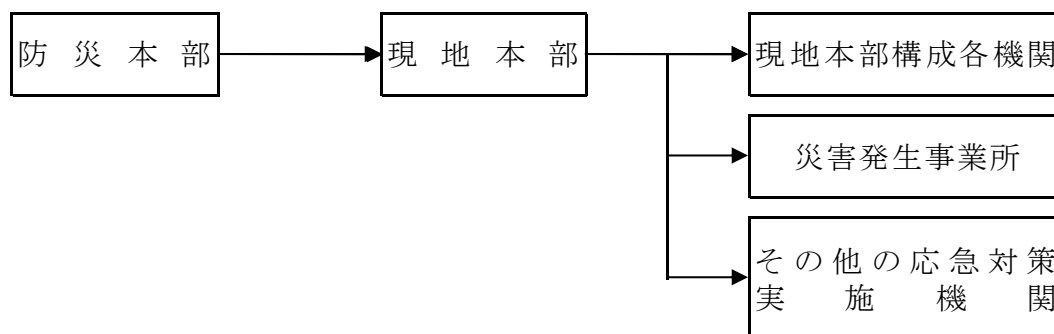 防災本部
現地本部
現地本部構成各機関
災害発生事業所
その他の応急対策
実施機関